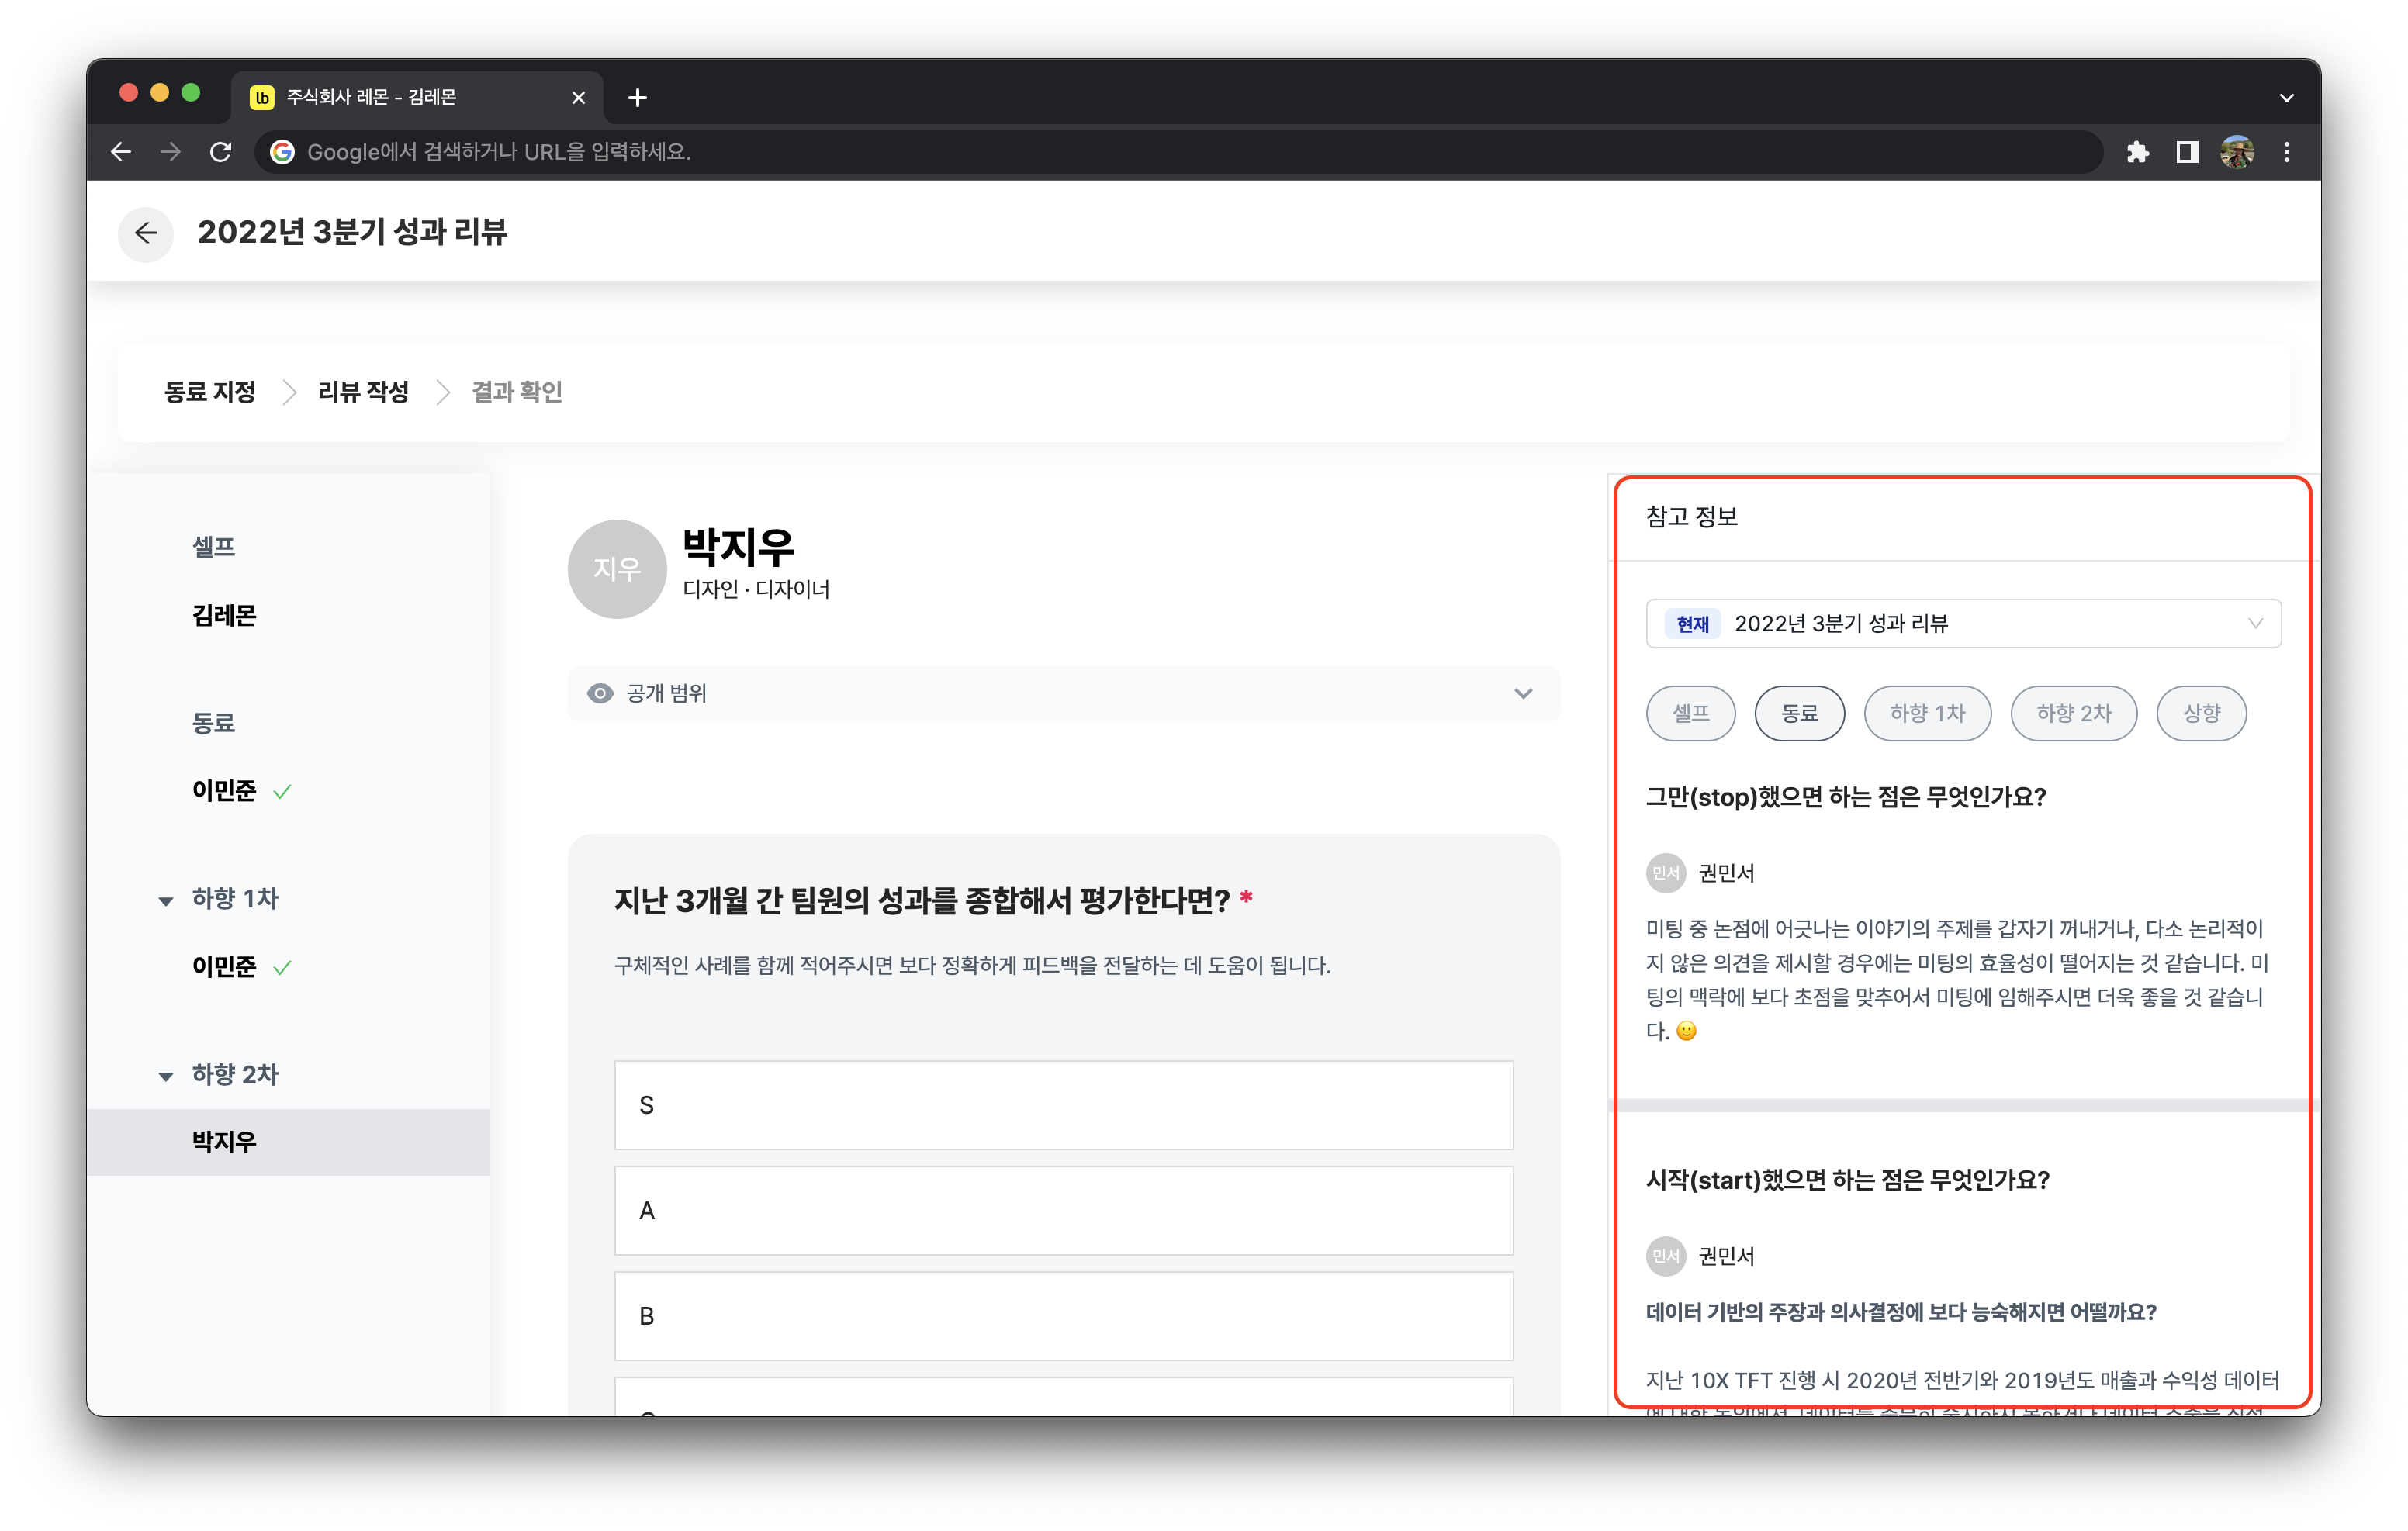 lb 주식회사 레몬 - 김레몬
Google에서 검색하거나 URL을 입력하세요.
2022년 3분기 성과 리뷰
동료 지정 리뷰 작성 결과 확인
셀프
김레몬
동료
이민준
하향 1차
이민준
하향 2차
박지우
지우
박지우
디자인 · 디자이너
공개 범위
지난 3개월 간 팀원의 성과를 종합해서 평가한다면? *
구체적인 사례를 함께 적어주시면 보다 정확하게 피드백을 전달하는 데 도움이 됩니다.
S
A
B
참고 정보
현재 2022년 3분기 성과 리뷰
셀프 동료 하향 1차 하향 2차 상향
그만(stop)했으면 하는 점은 무엇인가요?
민서 권민서
미팅 중 논점에 어긋나는 이야기의 주제를 갑자기 꺼내거나, 다소 논리적이
지 않은 의견을 제시할 경우에는 미팅의 효율성이 떨어지는 것 같습니다. 미
팅의 맥락에 보다 초점을 맞추어서 미팅에 임해주시면 더욱 좋을 것 같습니
다. 🙂
시작(start)했으면 하는 점은 무엇인가요?
민서 권민서
데이터 기반의 주장과 의사결정에 보다 능숙해지면 어떨까요?
지난 10X TFT 진행 시 2020년 전반기와 2019년도 매출과 수익성 데이터